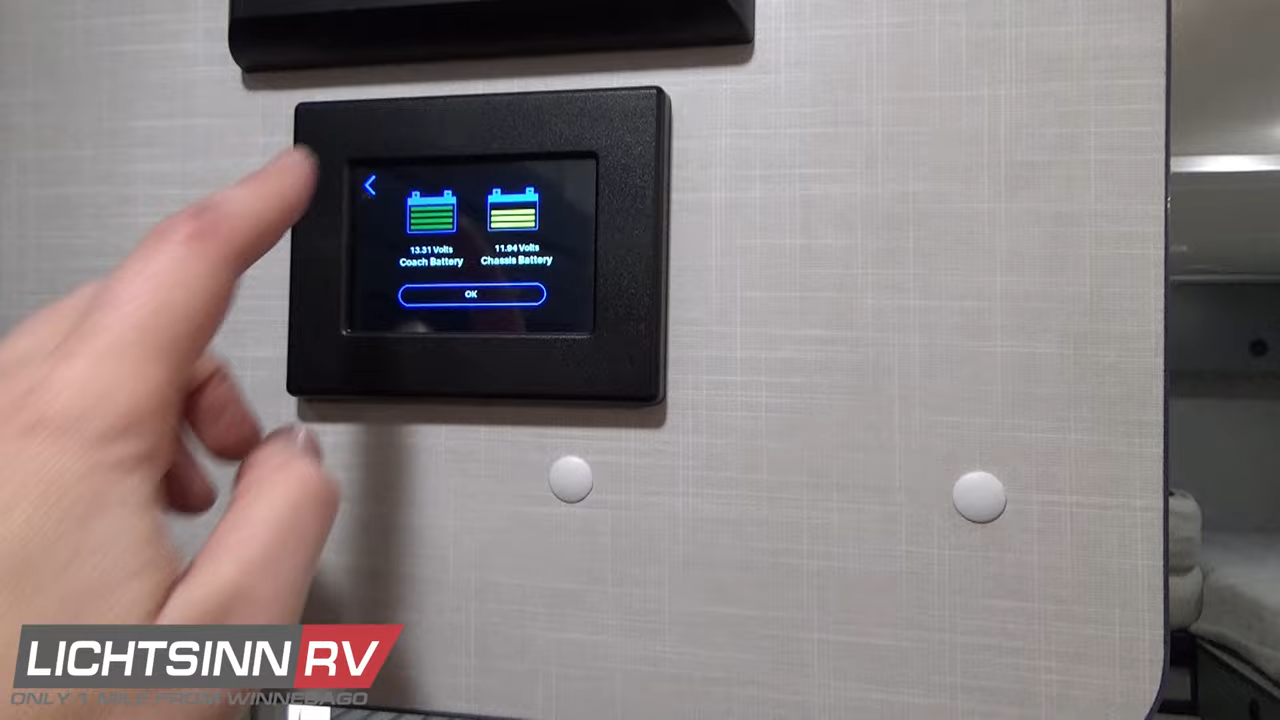 13.31 Volts
Coach Battery
11.94 Volts
Chassis Battery
OK
LICHTSINN RV
ONLY 1 MILE FROM WINNEBAGO